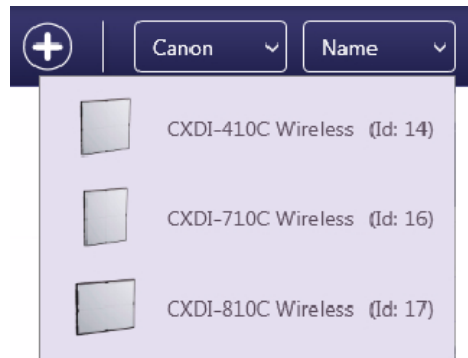 Canon Name
CXDI-410C Wireless (Id: 14)
CXDI-710C Wireless (Id: 16)
CXDI-810C Wireless (Id: 17)